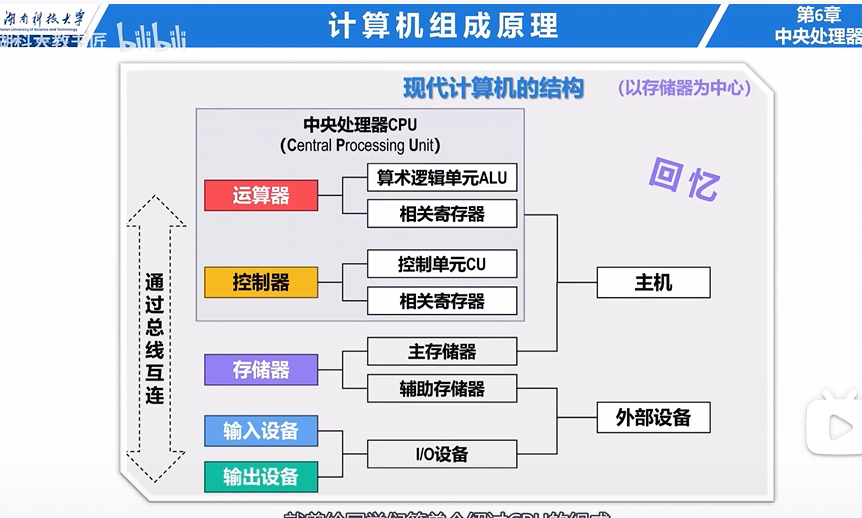 湖南科技大学
Hunan University of Science and Technology
计算机组成原理
第6章
中央处理器
bilibili
现代计算机的结构
(以存储器为中心)
回忆
中央处理器CPU
(Central Processing Unit)
运算器
算术逻辑单元ALU
相关寄存器
控制器
控制单元CU
相关寄存器
主机
通过总线互连
存储器
主存储器
辅助存储器
外部设备
输入设备
I/O设备
输出设备